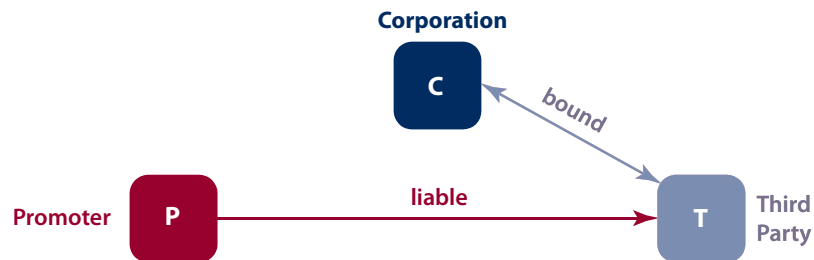 Corporation
C
bound
liable
Promoter
P
T
Third
Party